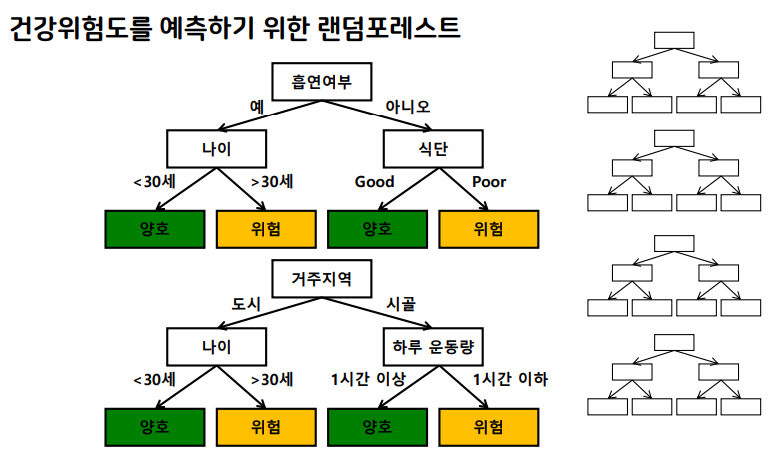 건강위험도를 예측하기 위한 랜덤포레스트
흡연여부
예 아니오
나이 식단
<30세 >30세 Good Poor
양호 위험 양호 위험
거주지역
도시 시골
나이 하루 운동량
<30세 >30세 1시간 이상 1시간 이하
양호 위험 양호 위험